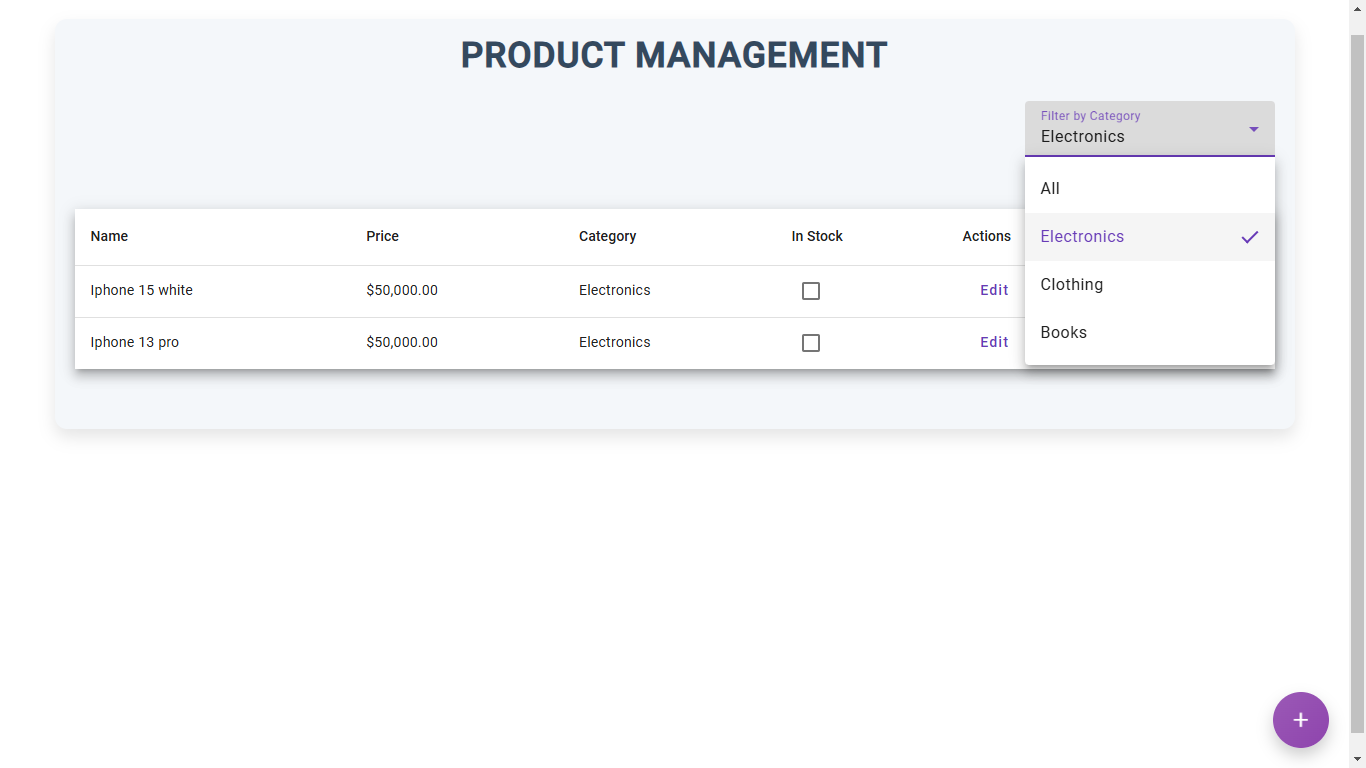 PRODUCT MANAGEMENT
Filter by Category
Electronics
All
Electronics
Clothing
Books
Name Price Category In Stock Actions
Iphone 15 white $50,000.00 Electronics Edit
Iphone 13 pro $50,000.00 Electronics Edit
+